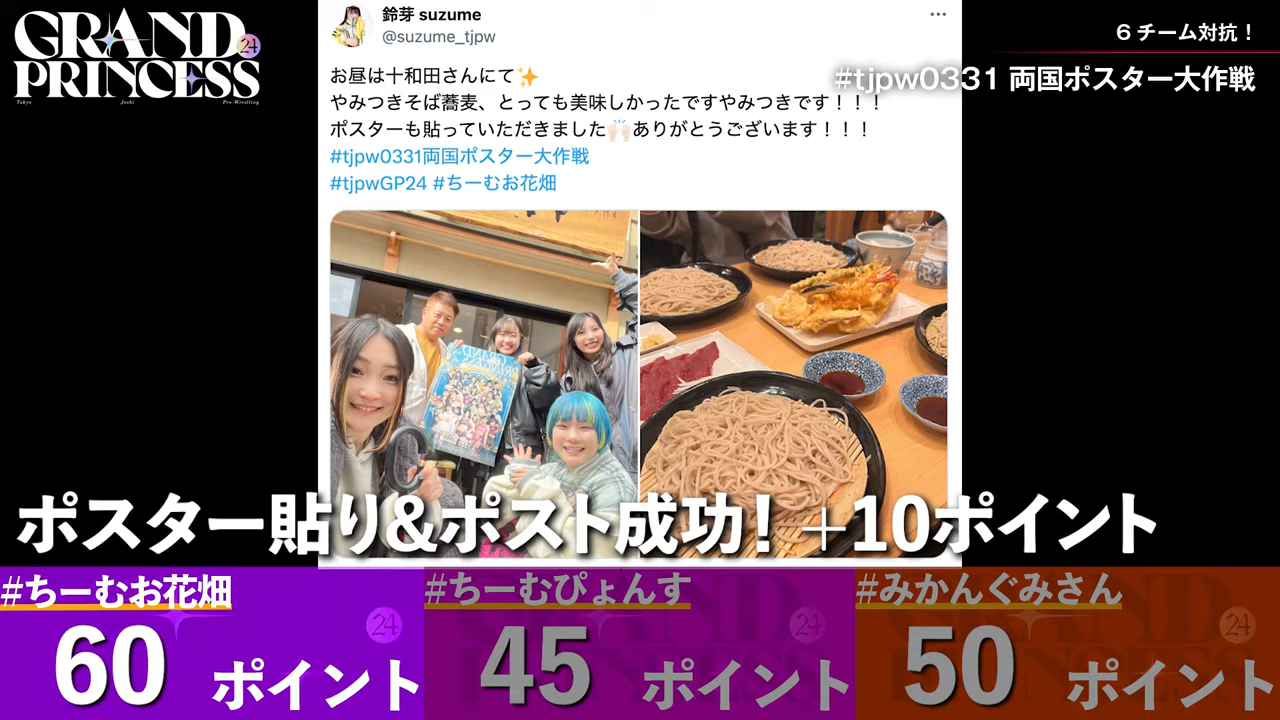 GRAND
PRINCESS
24
Tokyo Joshi Pro-Wrestling
6チーム対抗！
#tjpw0331 両国ポスター大作戦
鈴芽 suzume
@suzume_tjpw
お昼は十和田さんにて✨
やみつきそば蕎麦、とっても美味しかったですやみつきです！！！
ポスターも貼っていただきました🙌🏻ありがとうございます！！！
#tjpw0331両国ポスター大作戦
#tjpwGP24 #ちーむお花畑
ポスター貼り&ポスト成功！+10ポイント
#ちーむお花畑
60 ポイント
24
#ちーむぴょんす
45 ポイント
24
#みかんぐみさん
50 ポイント
24